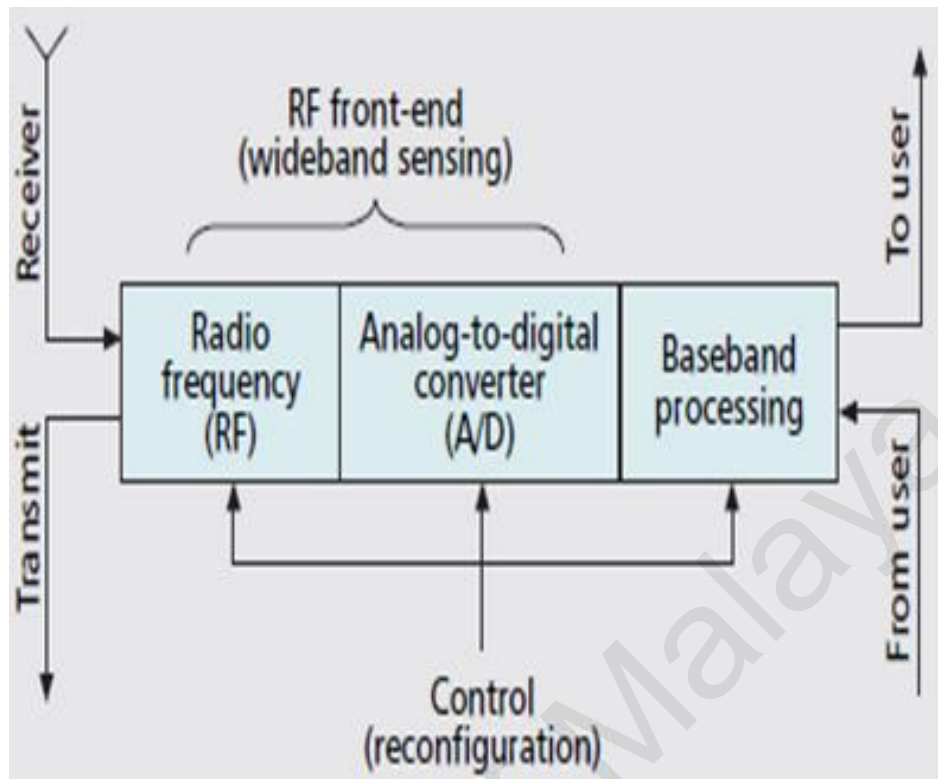 RF front-end
(wideband sensing)
Receiver
To user
Radio
frequency
(RF)
Analog-to-digital
converter
(A/D)
Baseband
processing
Transmit
From user
Control
(reconfiguration)
Malaya